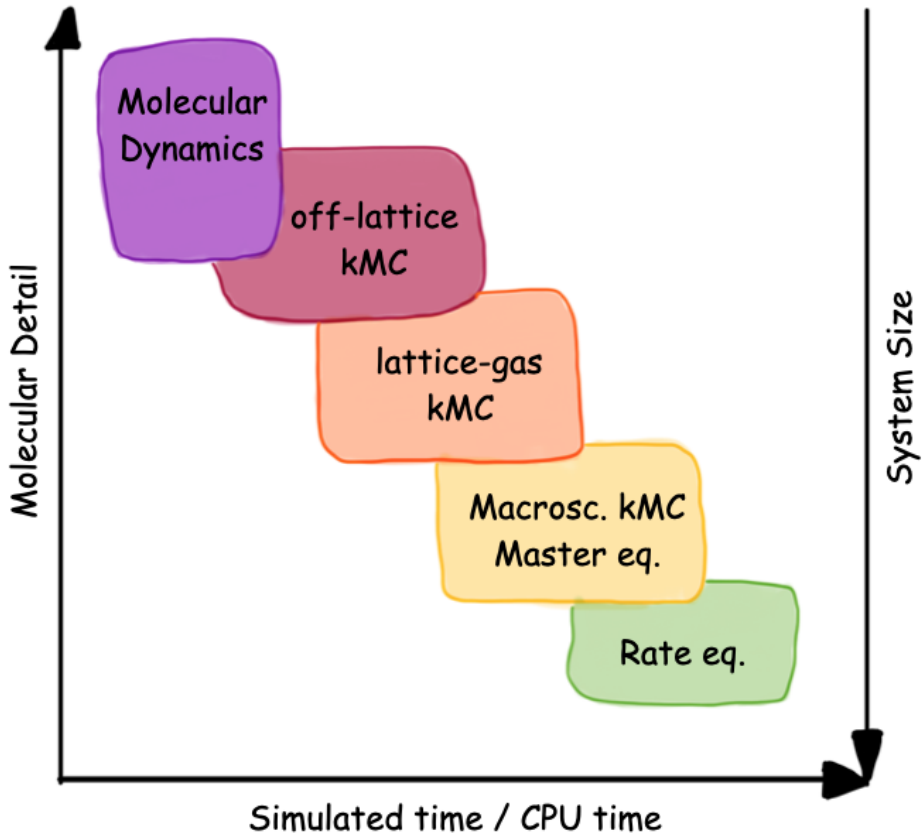 Molecular
Dynamics
off-lattice
kMC
lattice-gas
kMC
Macrosc. kMC
Master eq.
Rate eq.
Molecular Detail
System Size
Simulated time / CPU time